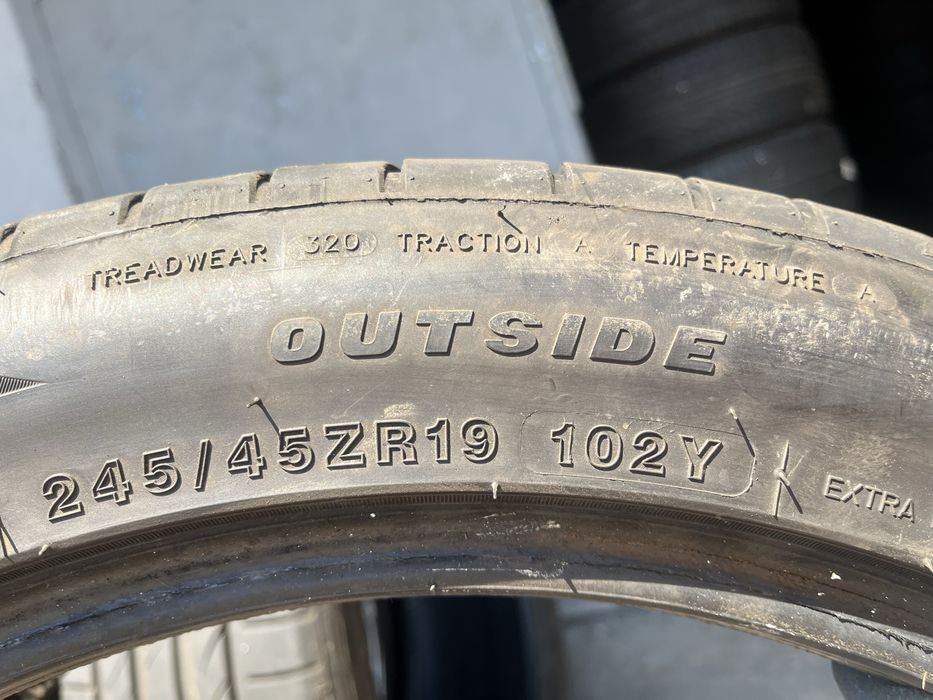 TREADWEAR 320 TRACTION A TEMPERATURE A
OUTSIDE
245/45ZR19 102Y EXTRA